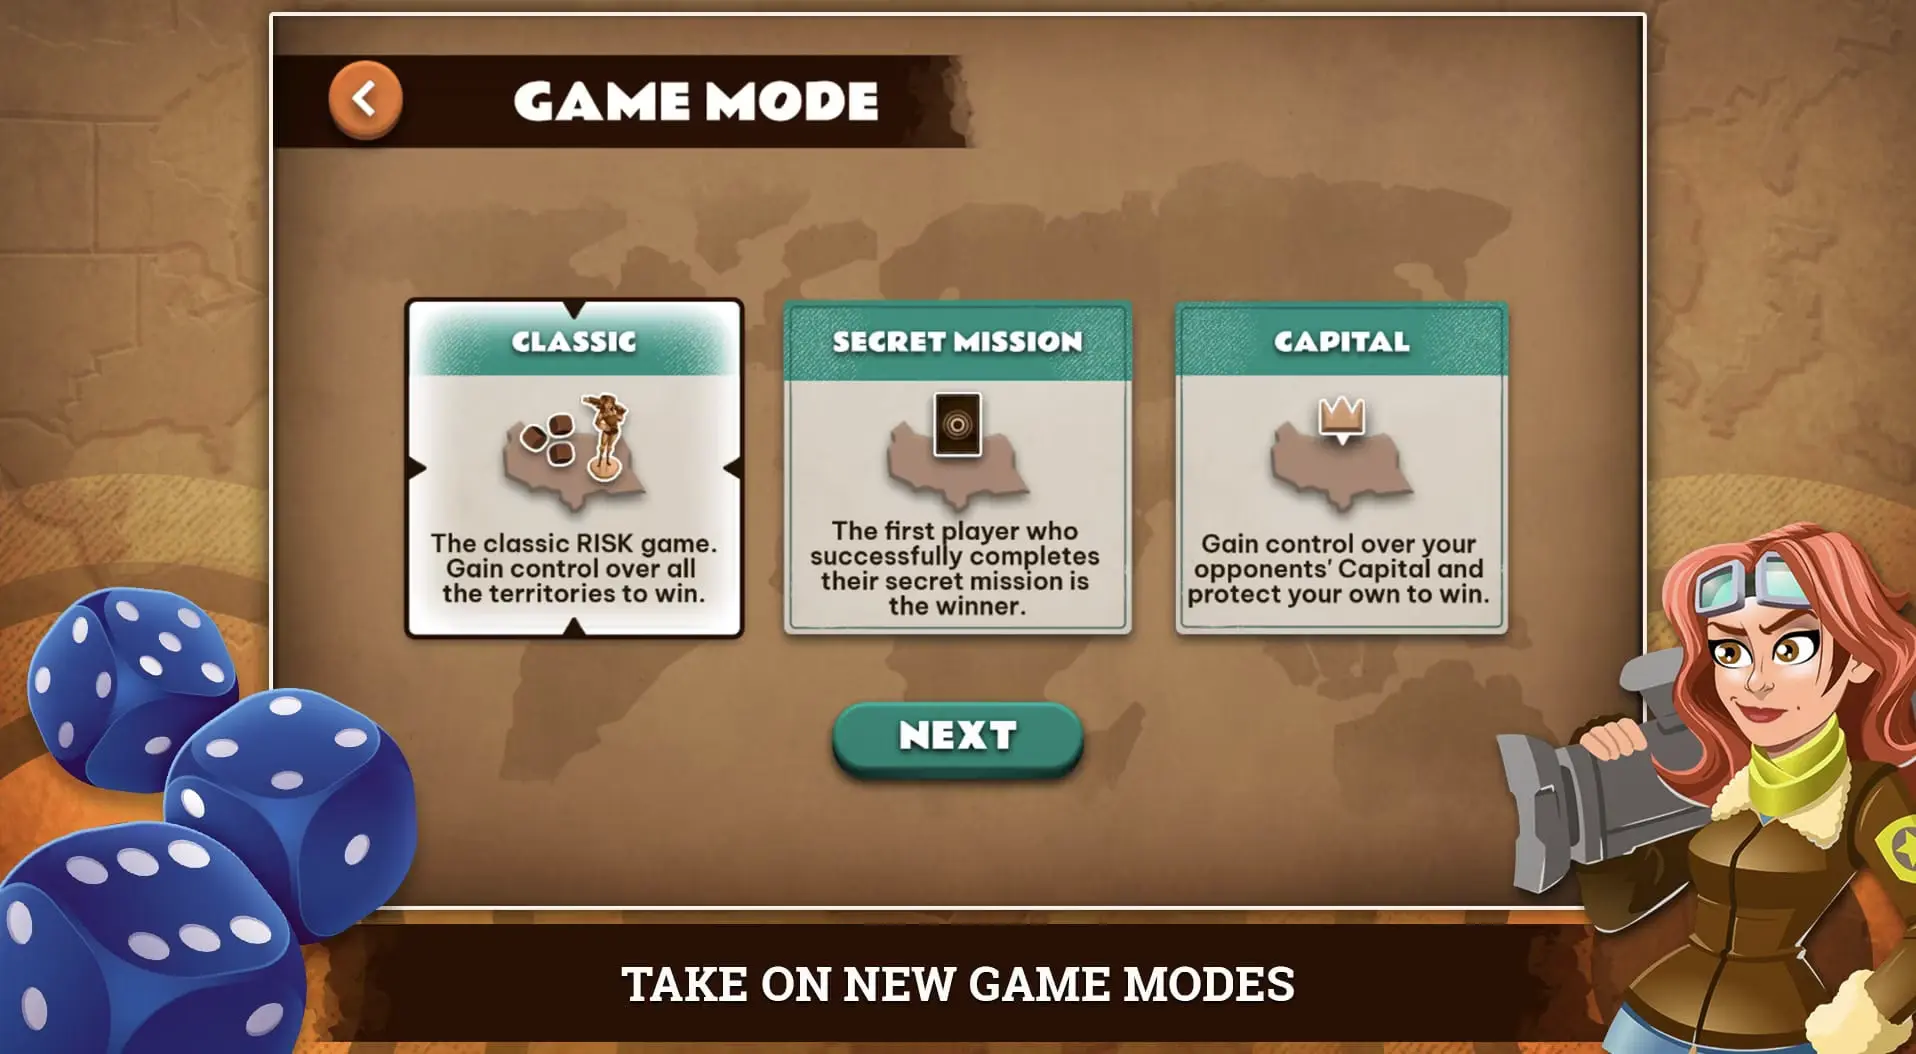 GAME MODE
CLASSIC
The classic RISK game.
Gain control over all
the territories to win.
SECRET MISSION
The first player who
successfully completes
their secret mission is
the winner.
CAPITAL
Gain control over your
opponents' Capital and
protect your own to win.
NEXT
TAKE ON NEW GAME MODES